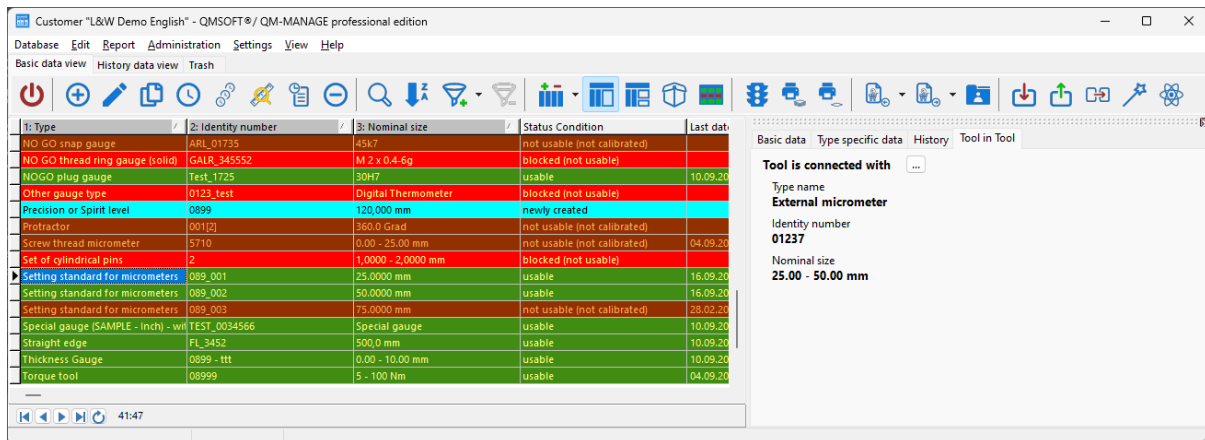 Customer "L&W Demo English" - QMSOFT®/ QM-MANAGE professional edition
Database Edit Report Administration Settings View Help
Basic data view History data view Trash
1: Type 2: Identity number 3: Nominal size Status Condition Last dat
NO GO snap gauge ARL_01735 45k7 not usable (not calibrated)
NO GO thread ring gauge (solid) GALR_345552 M 2 x 0.4-6g blocked (not usable)
NOGO plug gauge Test_1725 30H7 usable 10.09.20
Other gauge type 0123_test Digital Thermometer blocked (not usable)
Precision or Spirit level 0899 120,000 mm newly created
Protractor 001[2] 360.0 Grad not usable (not calibrated)
Screw thread micrometer 5710 0.00 - 25.00 mm not usable (not calibrated) 04.09.20
Set of cylindrical pins 2 1,0000 - 2,0000 mm blocked (not usable)
Setting standard for micrometers 089_001 25.0000 mm usable 16.09.20
Setting standard for micrometers 089_002 50.0000 mm usable 16.09.20
Setting standard for micrometers 089_003 75.0000 mm not usable (not calibrated) 28.02.20
Special gauge (SAMPLE - Inch) - wit TEST_0034566 Special gauge usable 10.09.20
Straight edge FL_3452 500,0 mm usable 10.09.20
Thickness Gauge 0899 - ttt 0.00 - 10.00 mm usable 10.09.20
Torque tool 08999 5 - 100 Nm usable 04.09.20
41:47
Basic data Type specific data History Tool in Tool
Tool is connected with ...
Type name
External micrometer
Identity number
01237
Nominal size
25.00 - 50.00 mm